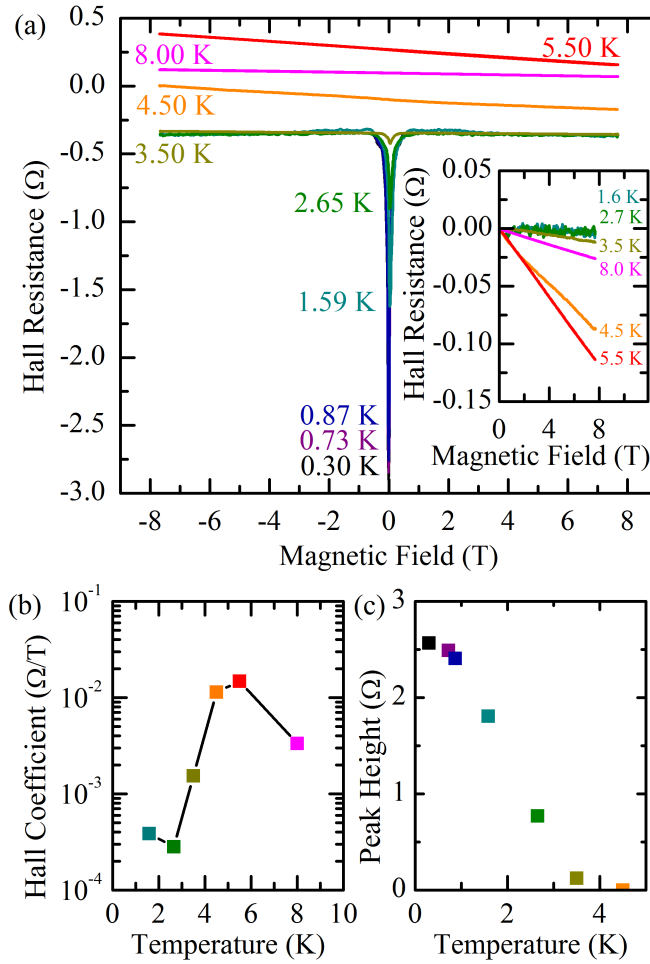 (a)
0.5
0.0
-0.5
-1.0
-1.5
-2.0
-2.5
-3.0
Hall Resistance (Ω)
8.00 K
5.50 K
4.50 K
3.50 K
2.65 K
1.59 K
0.87 K
0.73 K
0.30 K
-8 -6 -4 -2 0 2 4 6 8
Magnetic Field (T)
0.05
0.00
-0.05
-0.10
-0.15
Hall Resistance (Ω)
1.6 K
2.7 K
3.5 K
8.0 K
4.5 K
5.5 K
0 4 8
Magnetic Field (T)
(b)
10-1
10-2
10-3
10-4
Hall Coefficient (Ω/T)
0 2 4 6 8 10
Temperature (K)
(c)
3
2
1
0
Peak Height (Ω)
0 2 4
Temperature (K)